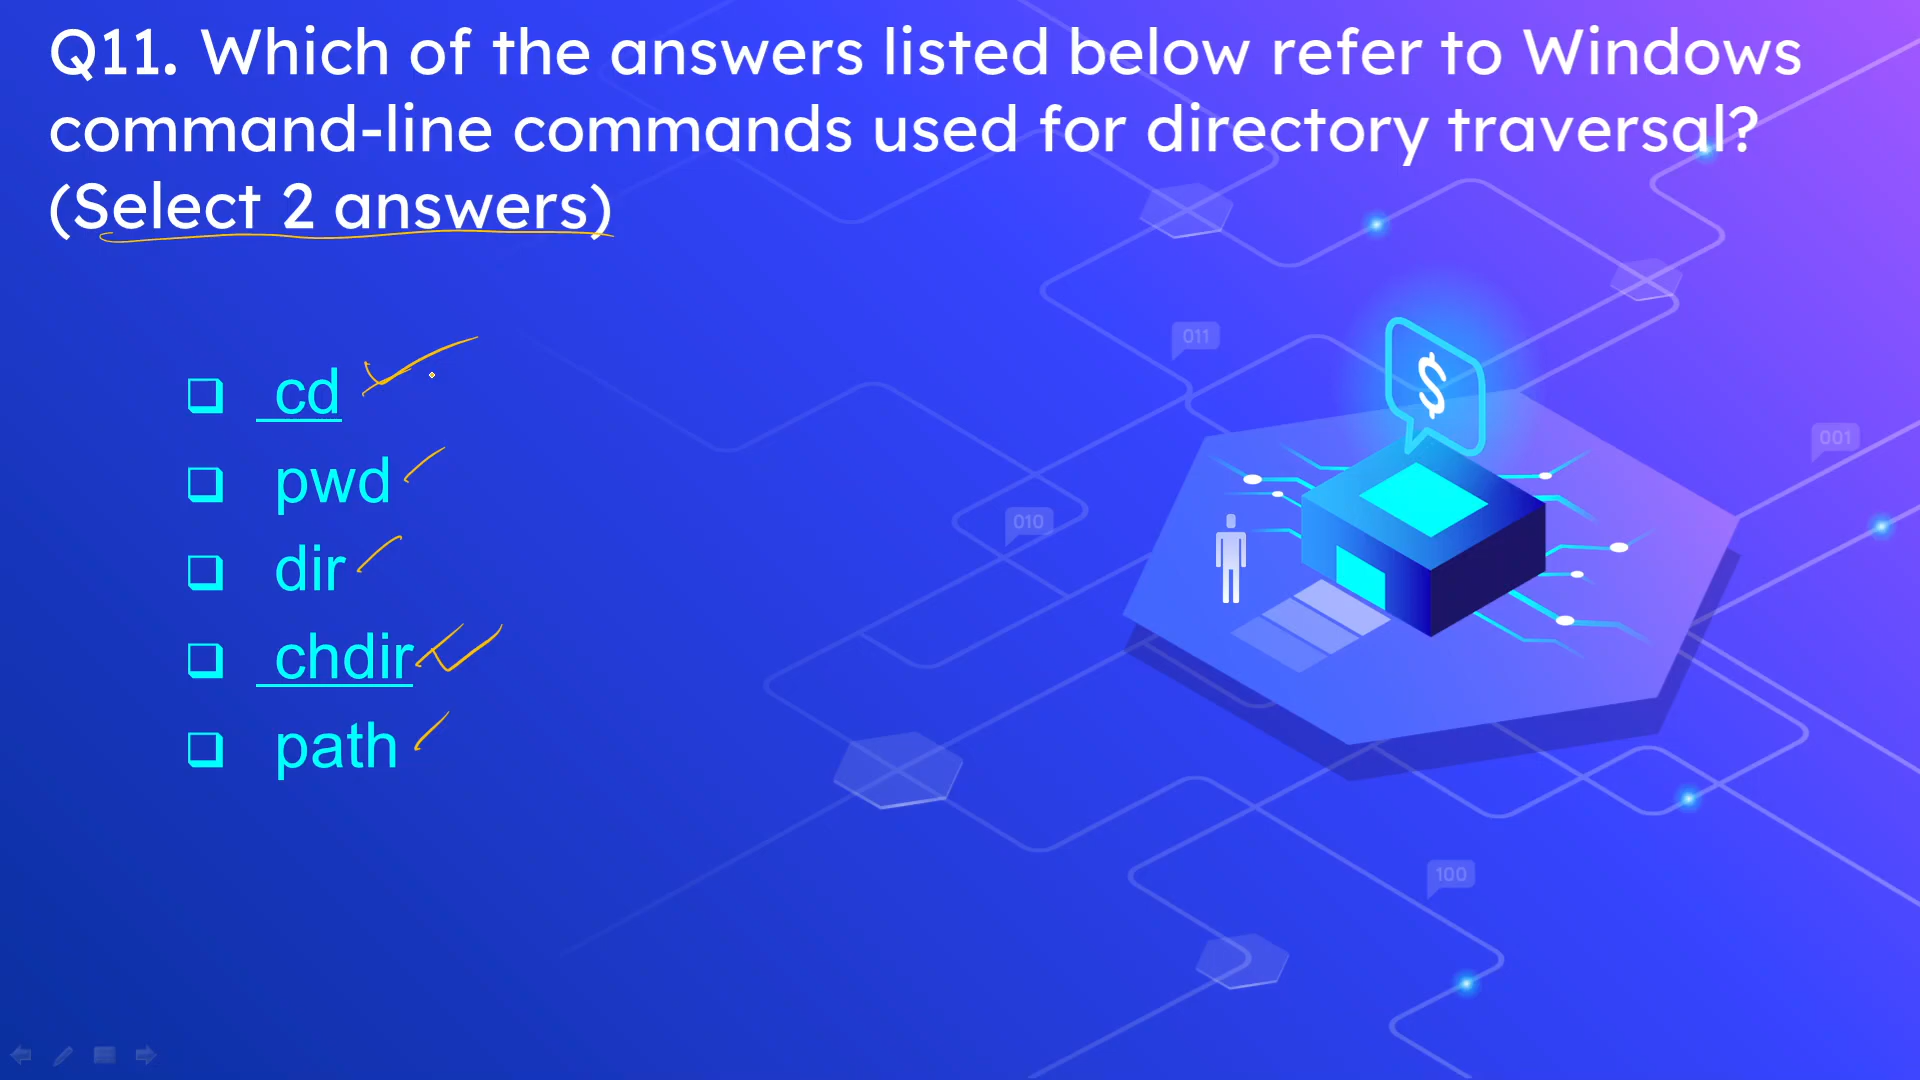 Q11. Which of the answers listed below refer to Windows
command-line commands used for directory traversal?
(Select 2 answers)
cd
pwd
dir
chdir
path
011
010
001
$
100